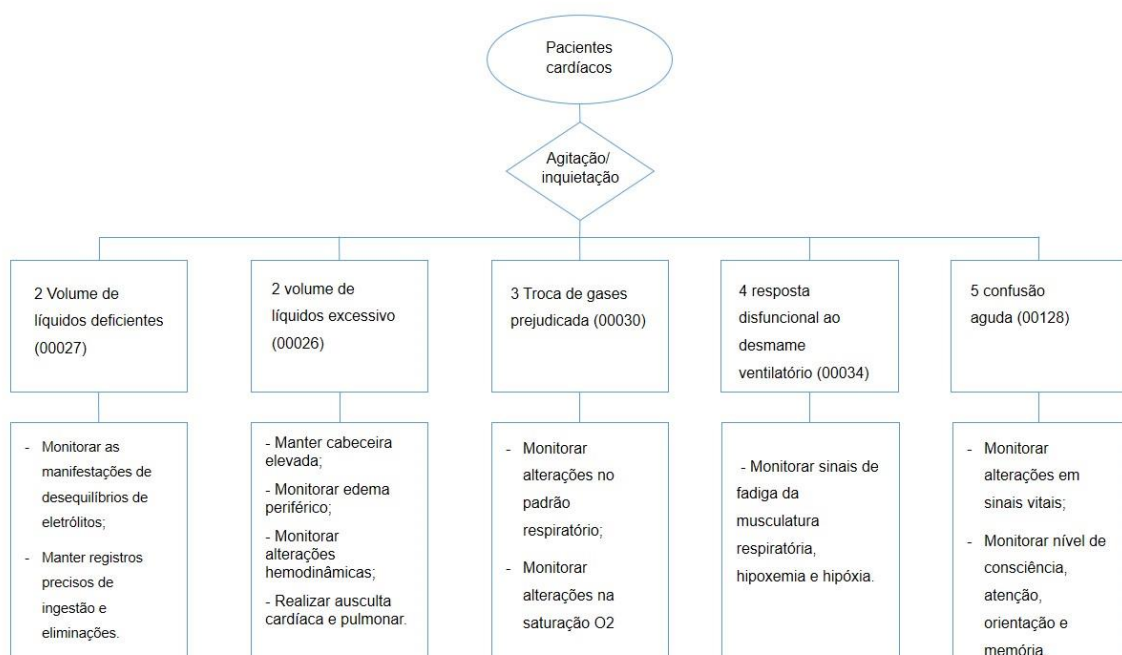 Pacientes
cardíacos
Agitação/
inquietação
2 Volume de
líquidos deficientes
(00027)
2 volume de
líquidos excessivo
(00026)
3 Troca de gases
prejudicada (00030)
4 resposta
disfuncional ao
desmame
ventilatório (00034)
5 confusão
aguda (00128)
- Monitorar as
manifestações de
desequilíbrios de
eletrólitos;
- Manter registros
precisos de
ingestão e
eliminações.
- Manter cabeceira
elevada;
- Monitorar edema
periférico;
- Monitorar
alterações
hemodinâmicas;
- Realizar ausculta
cardíaca e pulmonar.
- Monitorar
alterações no
padrão
respiratório;
- Monitorar
alterações na
saturação O2
- Monitorar sinais de
fadiga da
musculatura
respiratória,
hipoxemia e hipóxia.
- Monitorar
alterações em
sinais vitais;
- Monitorar nível de
consciência,
atenção,
orientação e
memória.